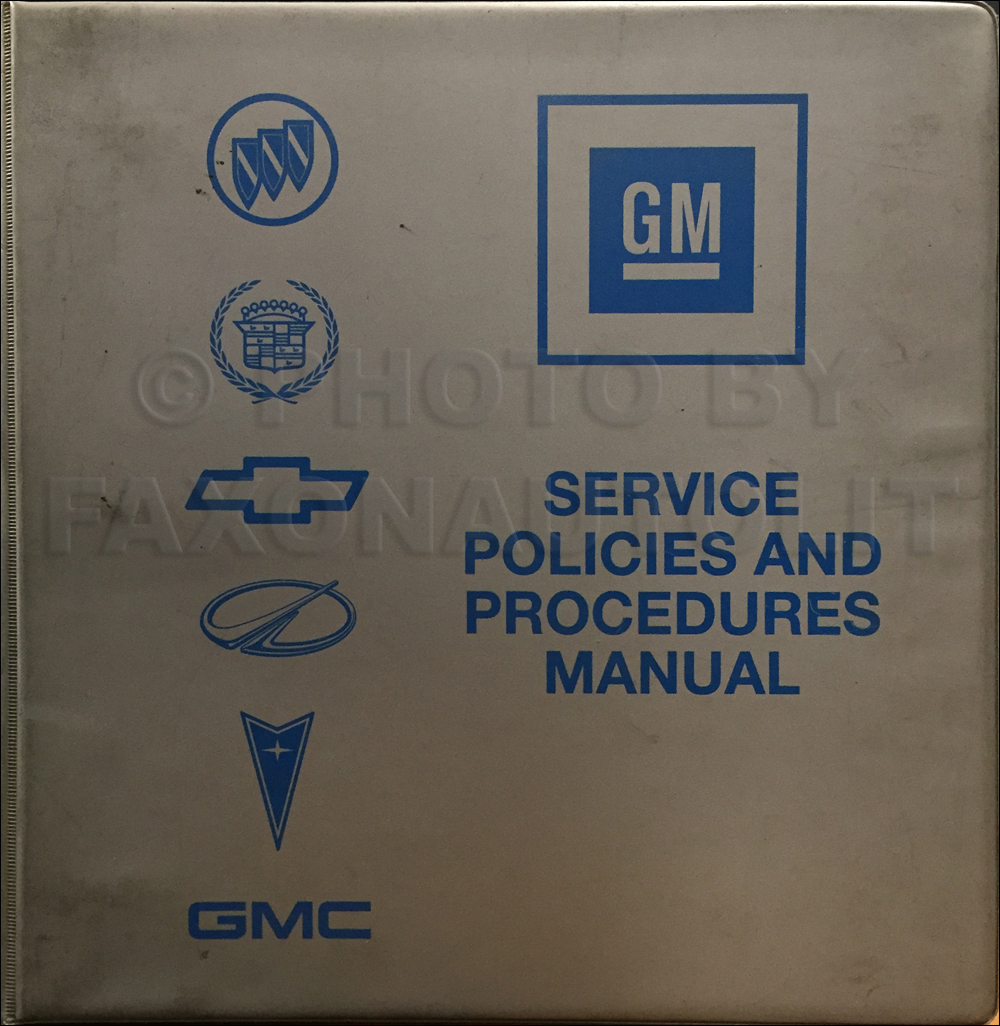 GM
SERVICE
POLICIES AND
PROCEDURES
MANUAL
GMC
© PHOTO BY
FAXONAUTOLIT